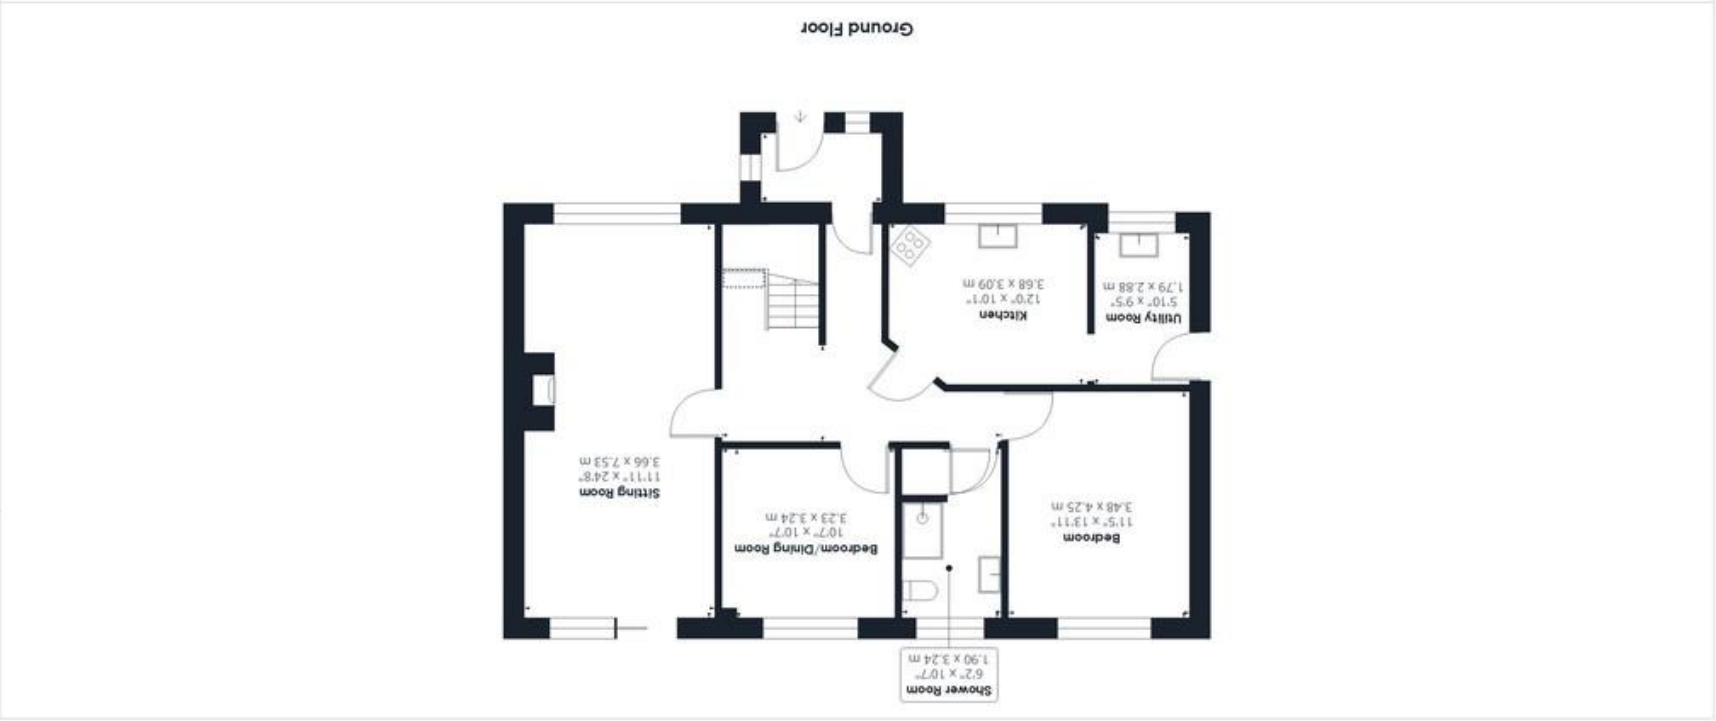 Shower Room
6'2" x 10'7"
1.90 x 3.24 m
Bedroom
11'5" x 13'11"
3.48 x 4.25 m
Bedroom/Dining Room
10'7" x 10'7"
3.23 x 3.24 m
Sitting Room
11'11" x 24'8"
3.66 x 7.53 m
Utility Room
5'10" x 9'5"
1.79 x 2.88 m
Kitchen
12'0" x 10'1"
3.68 x 3.09 m
Ground Floor